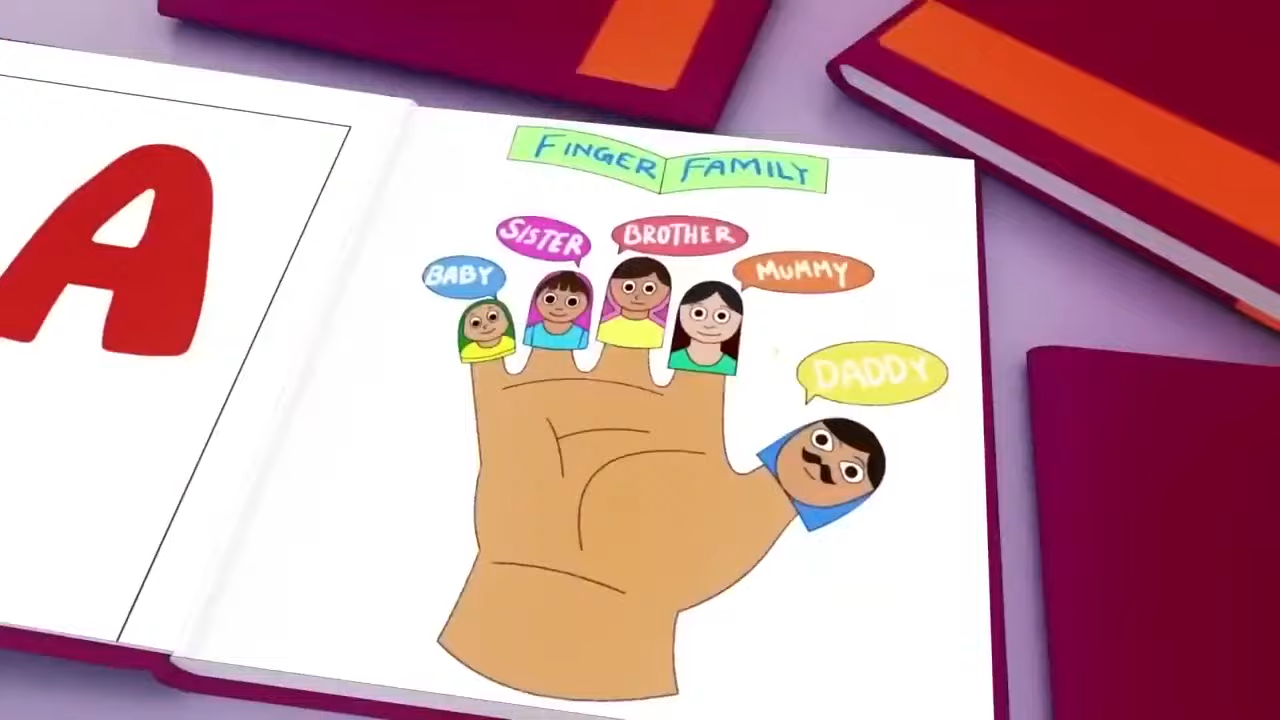 A
FINGER FAMILY
SISTER
BROTHER
BABY
MUMMY
DADDY